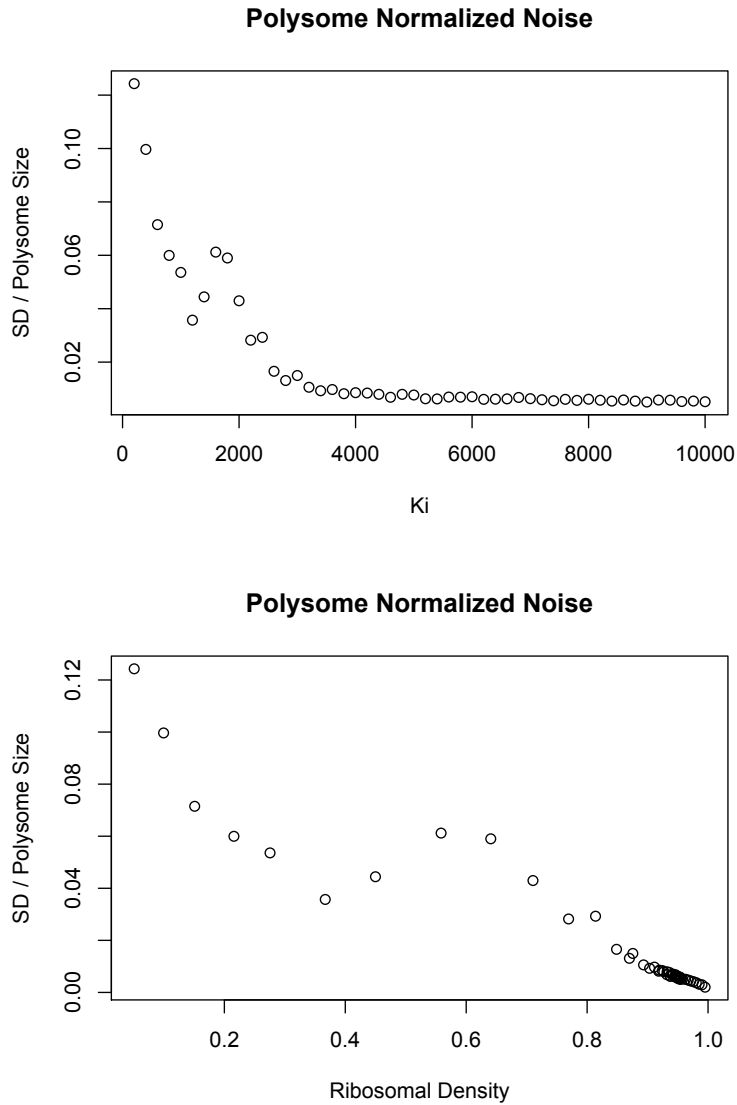 Polysome Normalized Noise
SD / Polysome Size
0.10
0.06
0.02
0 2000 4000 6000 8000 10000
Ki
Polysome Normalized Noise
SD / Polysome Size
0.12
0.08
0.04
0.00
0.2 0.4 0.6 0.8 1.0
Ribosomal Density